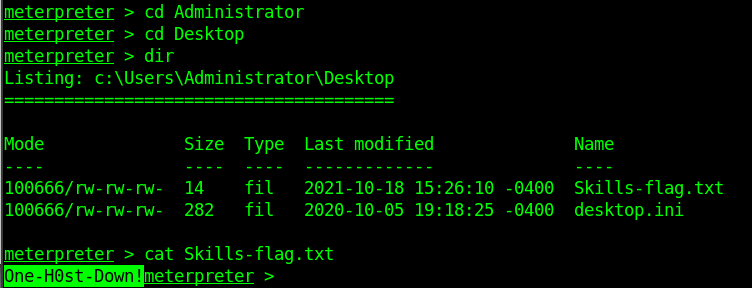 meterpreter > cd Administrator
meterpreter > cd Desktop
meterpreter > dir
Listing: c:\Users\Administrator\Desktop
=======================================
Mode              Size  Type  Last modified              Name
----              ----  ----  -------------              ----
100666/rw-rw-rw-  14    fil   2021-10-18 15:26:10 -0400  Skills-flag.txt
100666/rw-rw-rw-  282   fil   2020-10-05 19:18:25 -0400  desktop.ini
meterpreter > cat Skills-flag.txt
One-H0st-Down!meterpreter >